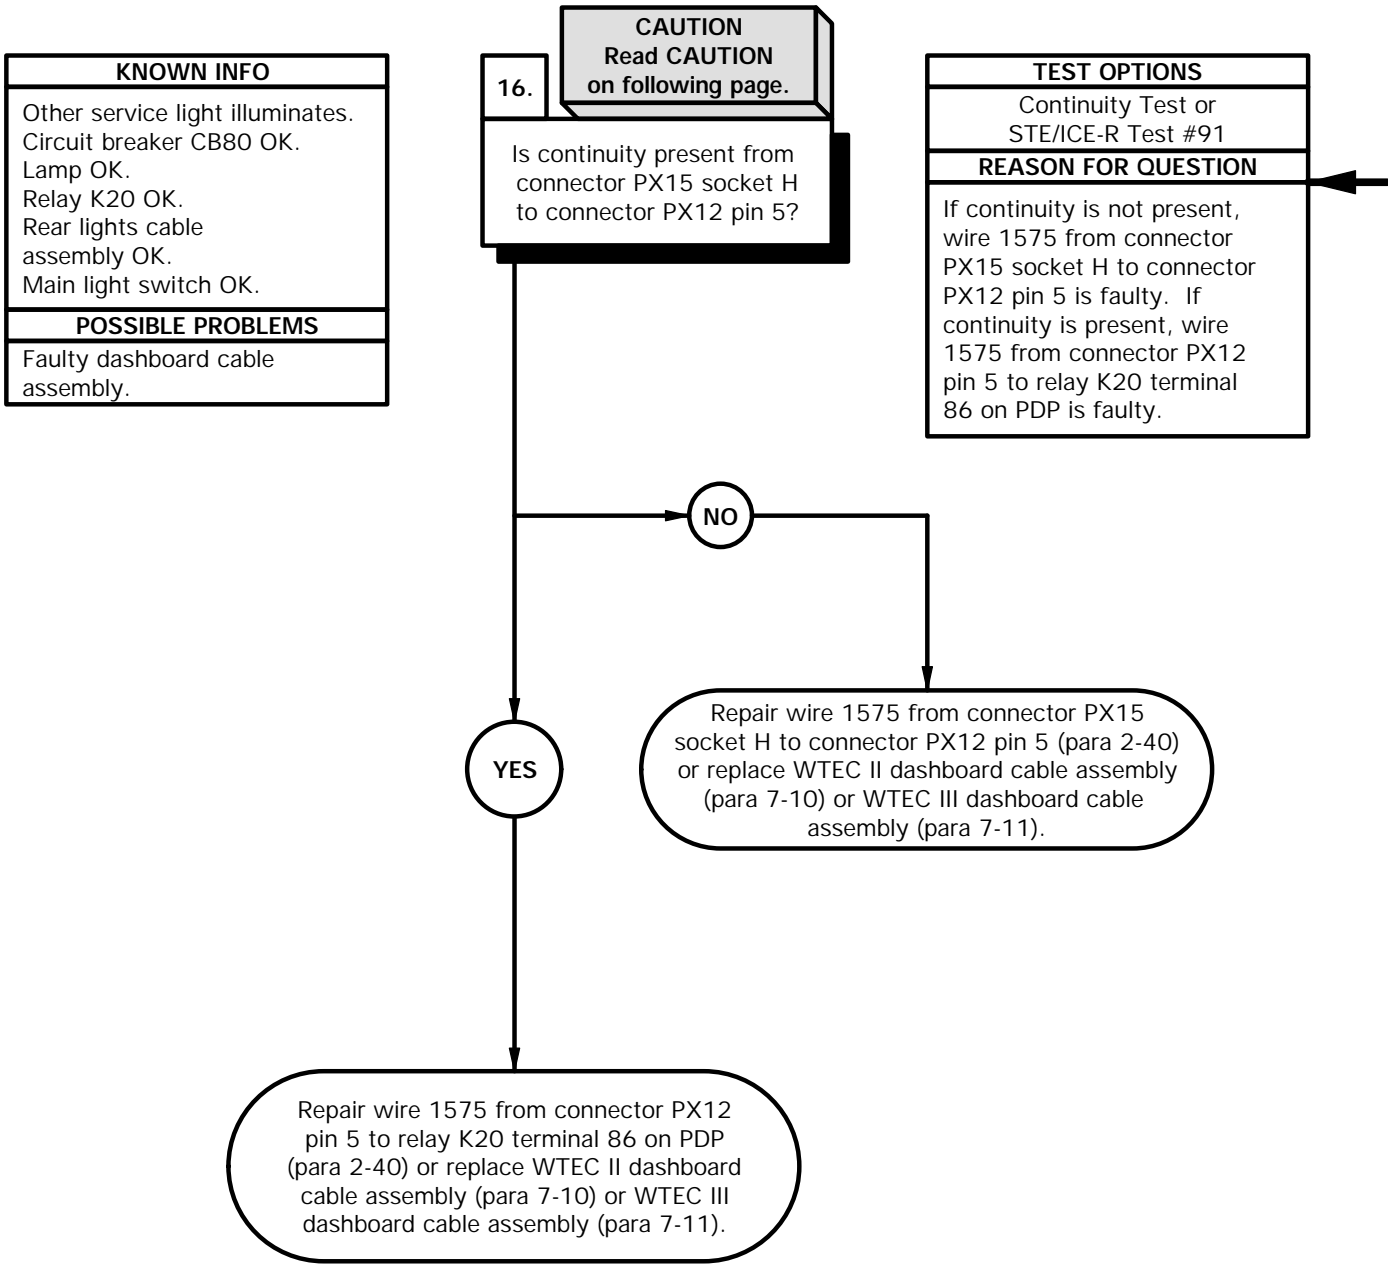 KNOWN INFO
Other service light illuminates.
Circuit breaker CB80 OK.
Lamp OK.
Relay K20 OK.
Rear lights cable
assembly OK.
Main light switch OK.
POSSIBLE PROBLEMS
Faulty dashboard cable
assembly.
CAUTION
Read CAUTION
on following page.
16.
Is continuity present from
connector PX15 socket H
to connector PX12 pin 5?
TEST OPTIONS
Continuity Test or
STE/ICE-R Test #91
REASON FOR QUESTION
If continuity is not present,
wire 1575 from connector
PX15 socket H to connector
PX12 pin 5 is faulty.  If
continuity is present, wire
1575 from connector PX12
pin 5 to relay K20 terminal
86 on PDP is faulty.
NO
Repair wire 1575 from connector PX15
socket H to connector PX12 pin 5 (para 2-40)
or replace WTEC II dashboard cable assembly
(para 7-10) or WTEC III dashboard cable
assembly (para 7-11).
YES
Repair wire 1575 from connector PX12
pin 5 to relay K20 terminal 86 on PDP
(para 2-40) or replace WTEC II dashboard
cable assembly (para 7-10) or WTEC III
dashboard cable assembly (para 7-11).